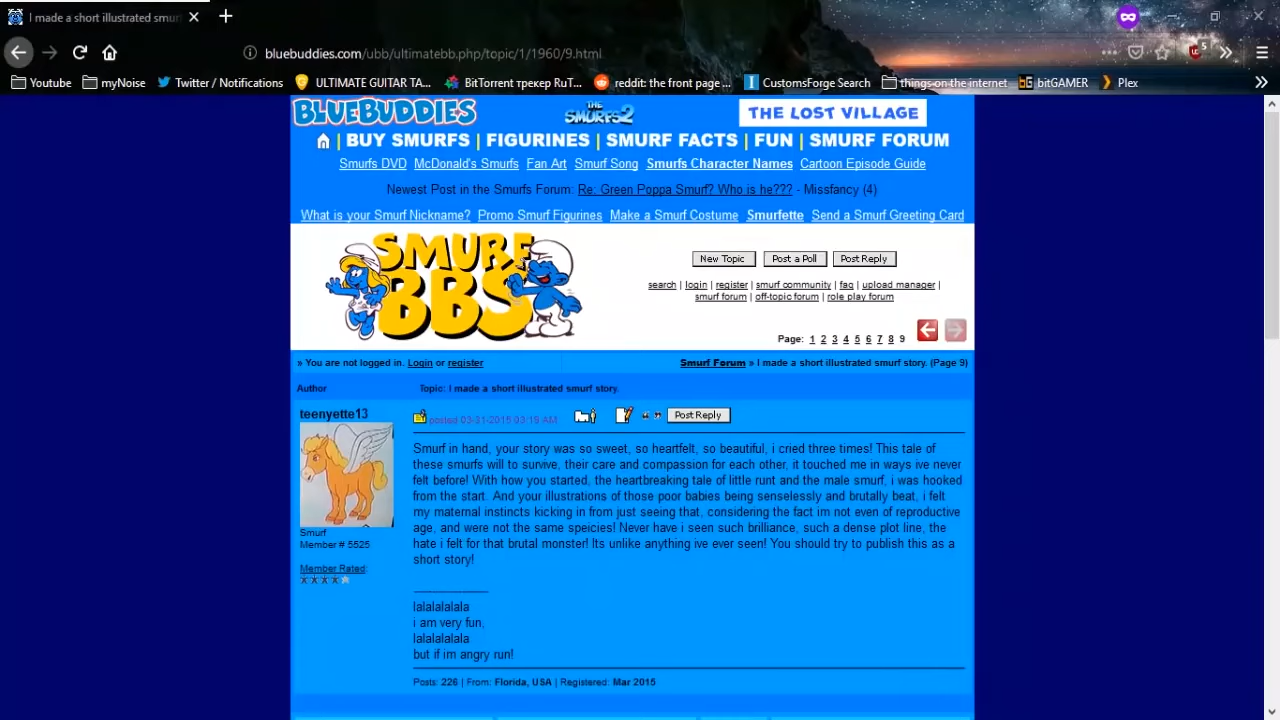 I made a short illustrated smur
bluebuddies.com/ubb/ultimatebb.php/topic/1/1960/9.html
5
Youtube
myNoise
Twitter / Notifications
ULTIMATE GUITAR TA...
BitTorrent трекер RuT...
reddit: the front page ...
CustomsForge Search
things on the internet
bitGAMER
Plex
BLUEBUDDIES
THE SMURFS 2
THE LOST VILLAGE
| BUY SMURFS | FIGURINES | SMURF FACTS | FUN | SMURF FORUM
Smurfs DVD McDonald's Smurfs Fan Art Smurf Song Smurfs Character Names Cartoon Episode Guide
Newest Post in the Smurfs Forum: Re: Green Poppa Smurf? Who is he??? - Missfancy (4)
What is your Smurf Nickname? Promo Smurf Figurines Make a Smurf Costume Smurfette Send a Smurf Greeting Card
SMURF
BBS
New Topic Post a Poll Post Reply
search | login | register | smurf community | faq | upload manager |
smurf forum | off-topic forum | role play forum
Page: 1 2 3 4 5 6 7 8 9
» You are not logged in. Login or register
Smurf Forum » I made a short illustrated smurf story. (Page 9)
Author
Topic: I made a short illustrated smurf story.
teenyette13
Smurf
Member # 5525
Member Rated:
posted 03-31-2015 03:15 AM
Post Reply
Smurf in hand, your story was so sweet, so heartfelt, so beautiful, i cried three times! This tale of
these smurfs will to survive, their care and compassion for each other, it touched me in ways ive never
felt before! With how you started, the heartbreaking tale of little runt and the male smurf, i was hooked
from the start. And your illustrations of those poor babies being senselessly and brutally beat, i felt
my maternal instincts kicking in from just seeing that, considering the fact im not even of reproductive
age, and were not the same speicies! Never have i seen such brilliance, such a dense plot line, the
hate i felt for that brutal monster! Its unlike anything ive ever seen! You should try to publish this as a
short story!
lalalalalala
i am very fun,
lalalalalala
but if im angry run!
Posts: 226 | From: Florida, USA | Registered: Mar 2015